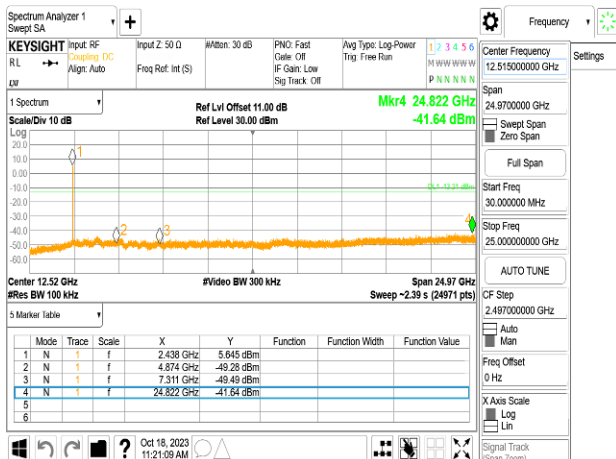 Spectrum Analyzer 1
Swept SA
Frequency
KEYSIGHT
RL
Input: RF
Coupling: DC
Align: Auto
Input Z: 50 Ω
Freq Ref: Int (S)
#Atten: 30 dB
PNO: Fast
Gate: Off
IF Gain: Low
Sig Track: Off
Avg Type: Log-Power
Trig: Free Run
1 2 3 4 5 6
M W W W W W
P N N N N N
Center Frequency
12.515000000 GHz
Settings
Span
24.9700000 GHz
Swept Span
Zero Span
Full Span
Start Freq
30.000000 MHz
Stop Freq
25.000000000 GHz
AUTO TUNE
CF Step
2.497000000 GHz
Auto
Man
Freq Offset
0 Hz
X Axis Scale
Log
Lin
Signal Track
(Span Zoom)
1 Spectrum
Scale/Div 10 dB
Ref Lvl Offset 11.00 dB
Ref Level 30.00 dBm
Mkr4 24.822 GHz
-41.64 dBm
Log
20.0
10.0
0.00
-10.0
-20.0
-30.0
-40.0
-50.0
-60.0
1
2
3
4
DL1 -13.21 dBm
Center 12.52 GHz
#Res BW 100 kHz
#Video BW 300 kHz
Span 24.97 GHz
Sweep ~2.39 s (24971 pts)
5 Marker Table
Mode Trace Scale X Y Function Function Width Function Value
1 N 1 f 2.438 GHz 5.645 dBm
2 N 1 f 4.874 GHz -49.28 dBm
3 N 1 f 7.311 GHz -49.49 dBm
4 N 1 f 24.822 GHz -41.64 dBm
5
6
?
Oct 18, 2023
11:21:09 AM